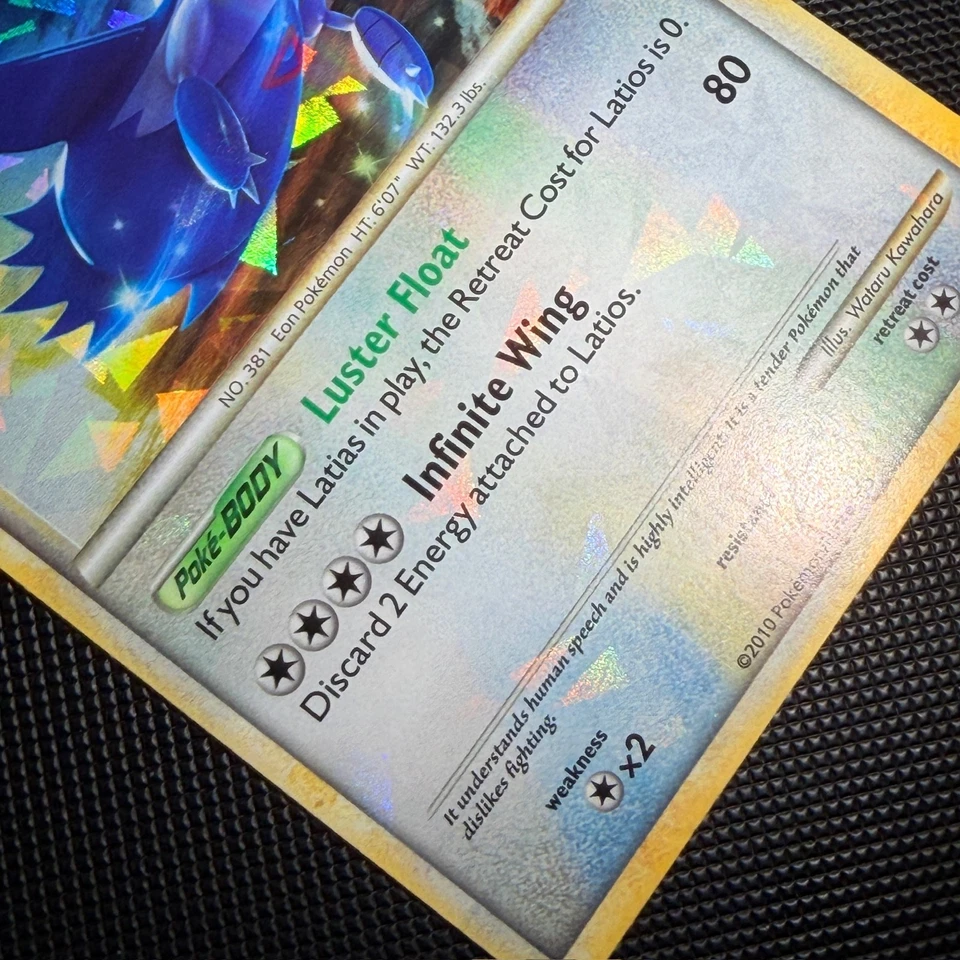 NO. 381 Eon Pokémon HT: 6'07" WT: 132.3 lbs.
Poké-BODY Luster Float
If you have Latias in play, the Retreat Cost for Latios is 0.
Infinite Wing 80
Discard 2 Energy attached to Latios.
It understands human speech and is highly intelligent. It is a tender Pokémon that
dislikes fighting.
Illus. Wataru Kawahara
weakness
×2
retreat cost
©2010